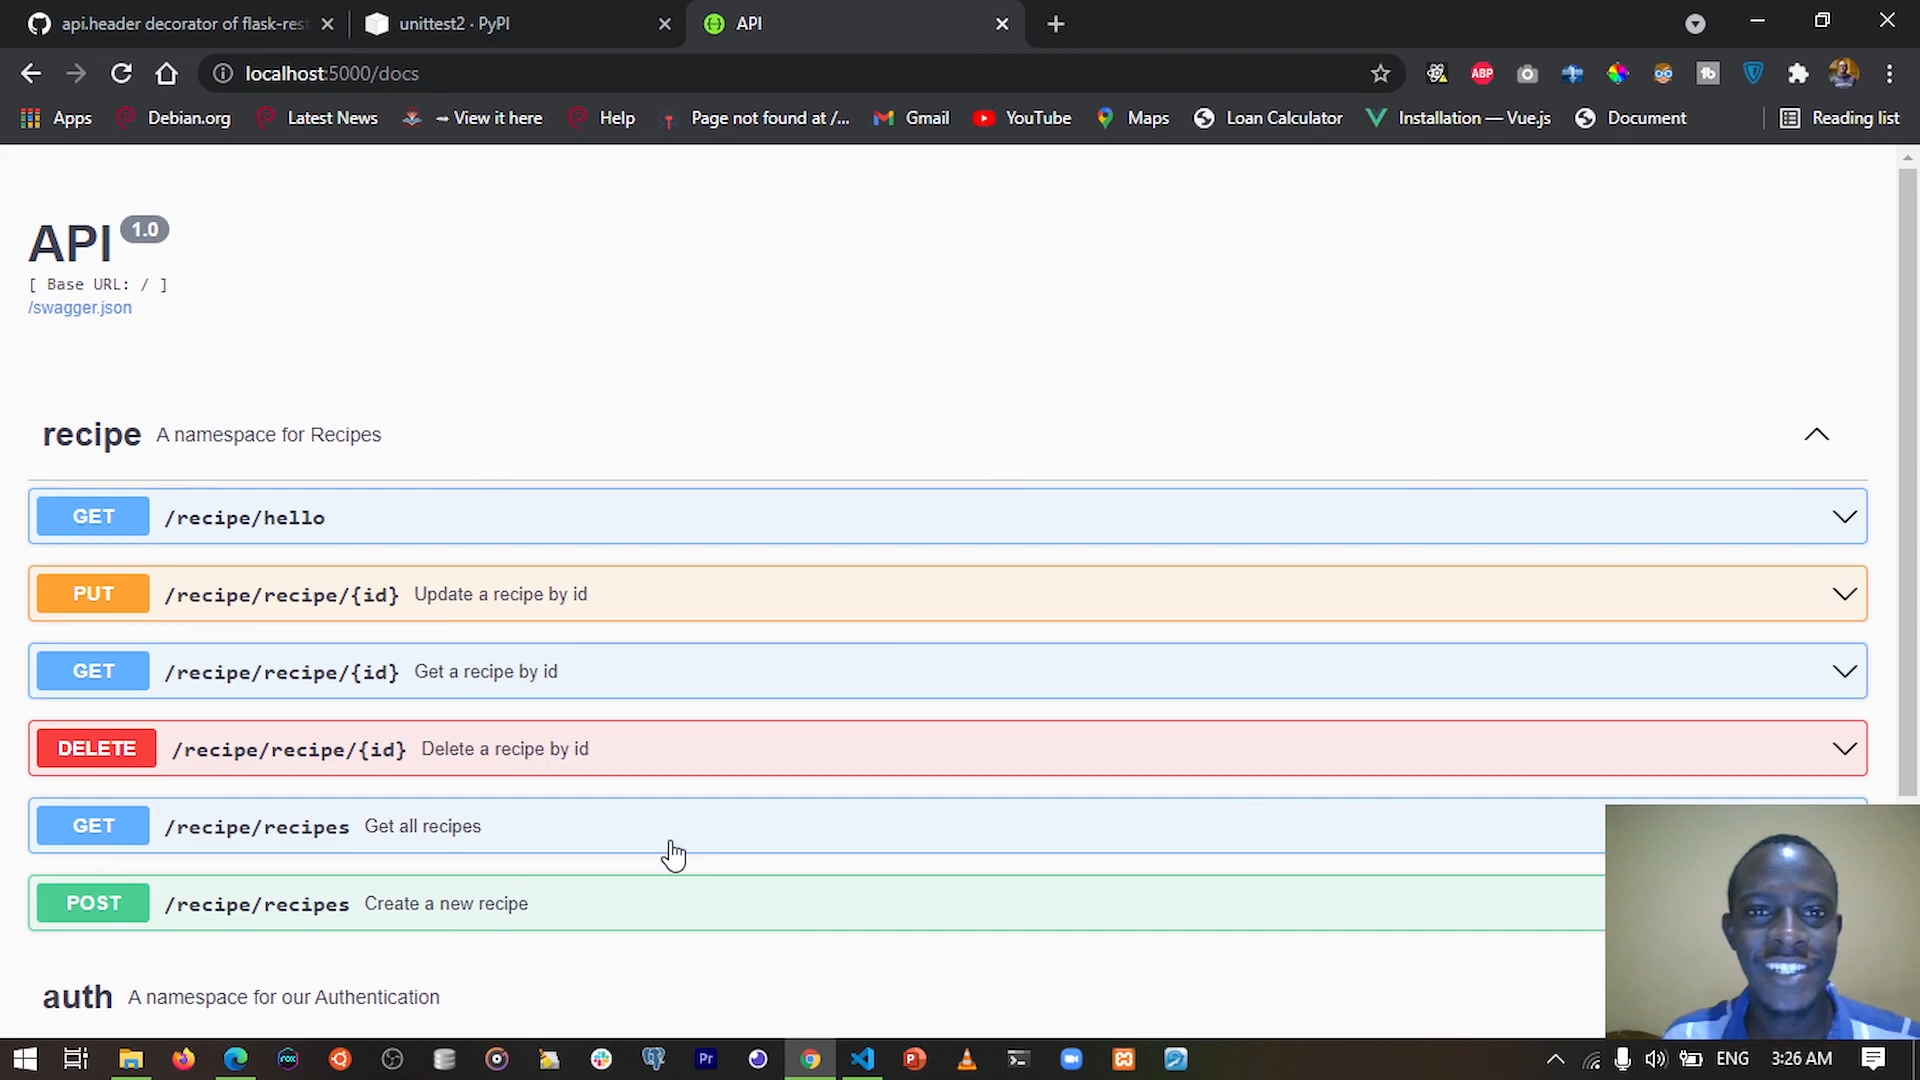 api.header decorator of flask-rest
unittest2 · PyPI
API
localhost:5000/docs
ABP
Apps
Debian.org
Latest News
⇁ View it here
Help
Page not found at /...
Gmail
YouTube
Maps
Loan Calculator
Installation — Vue.js
Document
Reading list
API 1.0
[ Base URL: / ]
/swagger.json
recipe A namespace for Recipes
GET /recipe/hello
PUT /recipe/recipe/{id} Update a recipe by id
GET /recipe/recipe/{id} Get a recipe by id
DELETE /recipe/recipe/{id} Delete a recipe by id
GET /recipe/recipes Get all recipes
POST /recipe/recipes Create a new recipe
auth A namespace for our Authentication
Pr
ENG
3:26 AM